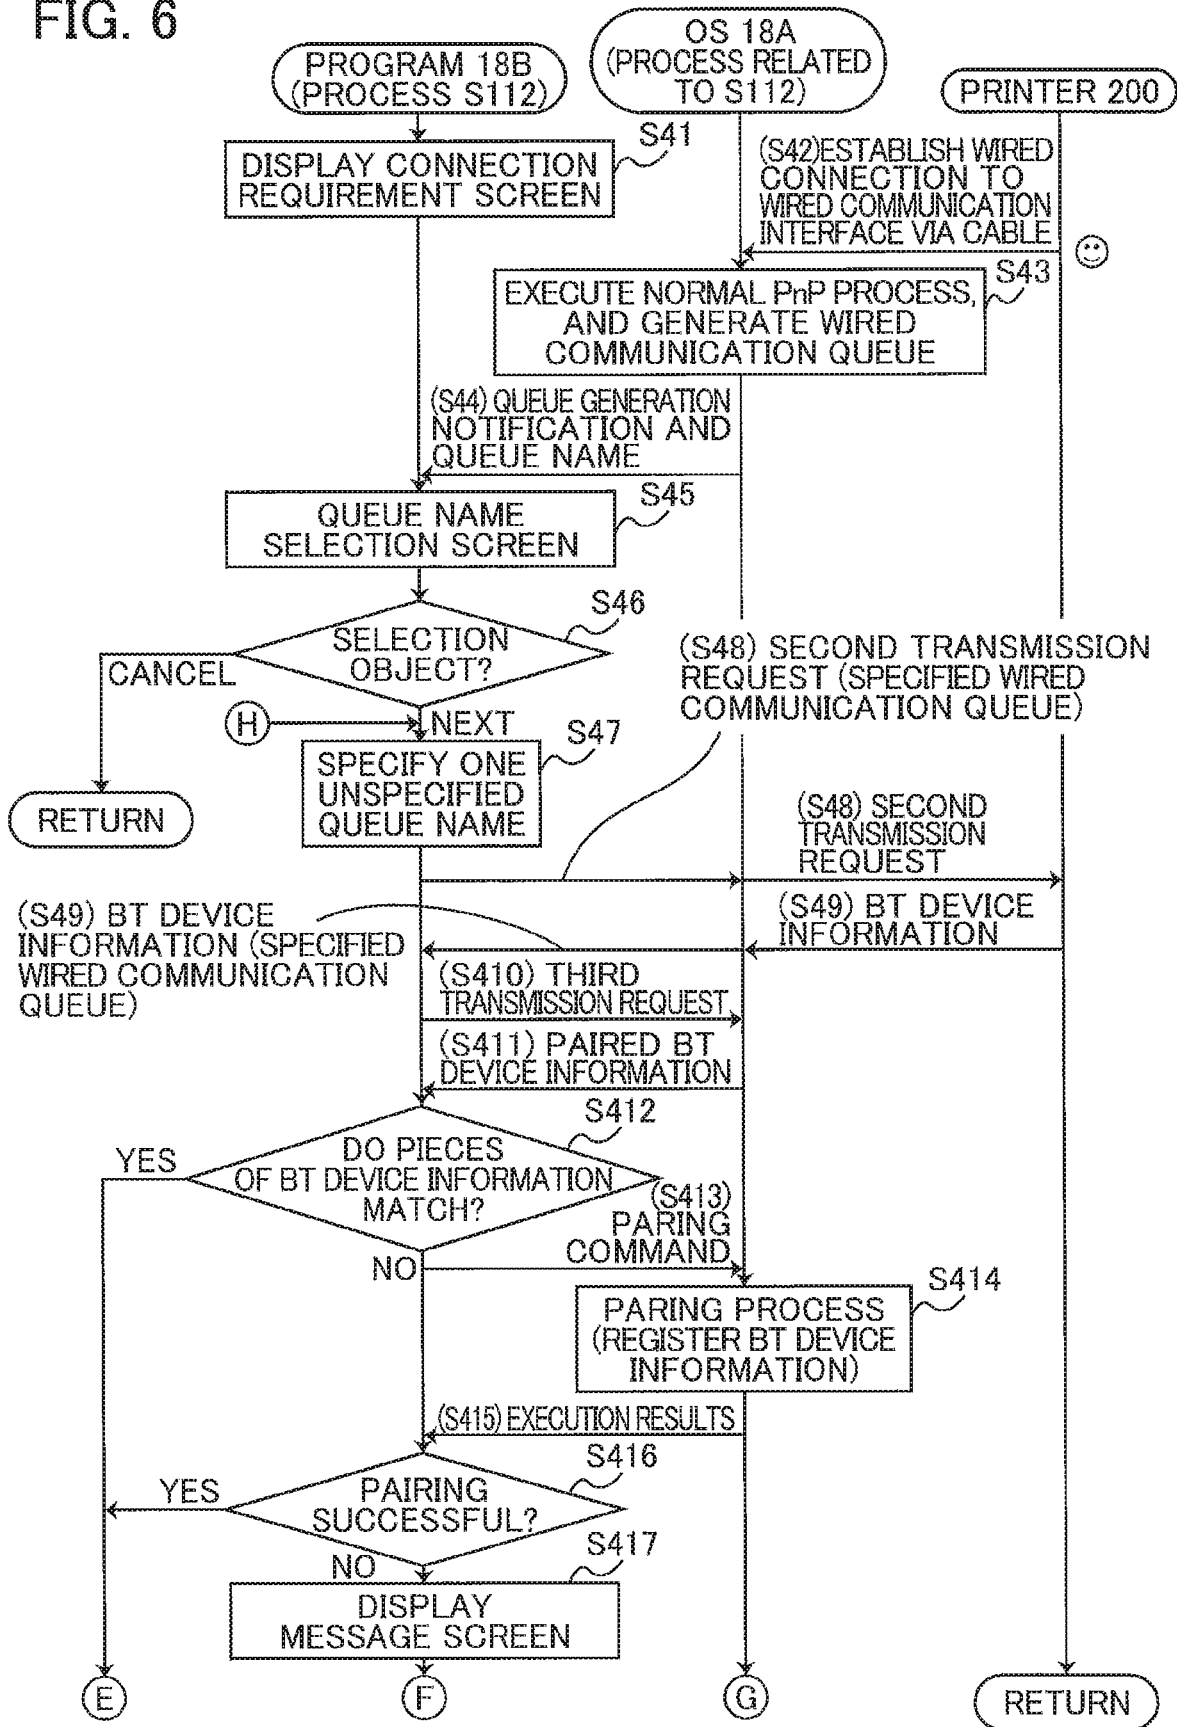 FIG. 6
PROGRAM 18B
(PROCESS S112)
OS 18A
(PROCESS RELATED
TO S112)
PRINTER 200
S41
DISPLAY CONNECTION
REQUIREMENT SCREEN
(S42)ESTABLISH WIRED
CONNECTION TO
WIRED COMMUNICATION
INTERFACE VIA CABLE
S43
EXECUTE NORMAL PnP PROCESS,
AND GENERATE WIRED
COMMUNICATION QUEUE
(S44) QUEUE GENERATION
NOTIFICATION AND
QUEUE NAME
S45
QUEUE NAME
SELECTION SCREEN
S46
SELECTION
OBJECT?
CANCEL
(S48) SECOND TRANSMISSION
REQUEST (SPECIFIED WIRED
COMMUNICATION QUEUE)
H
NEXT
S47
SPECIFY ONE
UNSPECIFIED
QUEUE NAME
RETURN
(S48) SECOND
TRANSMISSION
REQUEST
(S49) BT DEVICE
INFORMATION (SPECIFIED
WIRED COMMUNICATION
QUEUE)
(S49) BT DEVICE
INFORMATION
(S410) THIRD
TRANSMISSION REQUEST
(S411) PAIRED BT
DEVICE INFORMATION
S412
DO PIECES
OF BT DEVICE INFORMATION
MATCH?
YES
NO
(S413)
PARING
COMMAND
S414
PARING PROCESS
(REGISTER BT DEVICE
INFORMATION)
(S415) EXECUTION RESULTS
S416
PAIRING
SUCCESSFUL?
YES
NO
S417
DISPLAY
MESSAGE SCREEN
E
F
G
RETURN